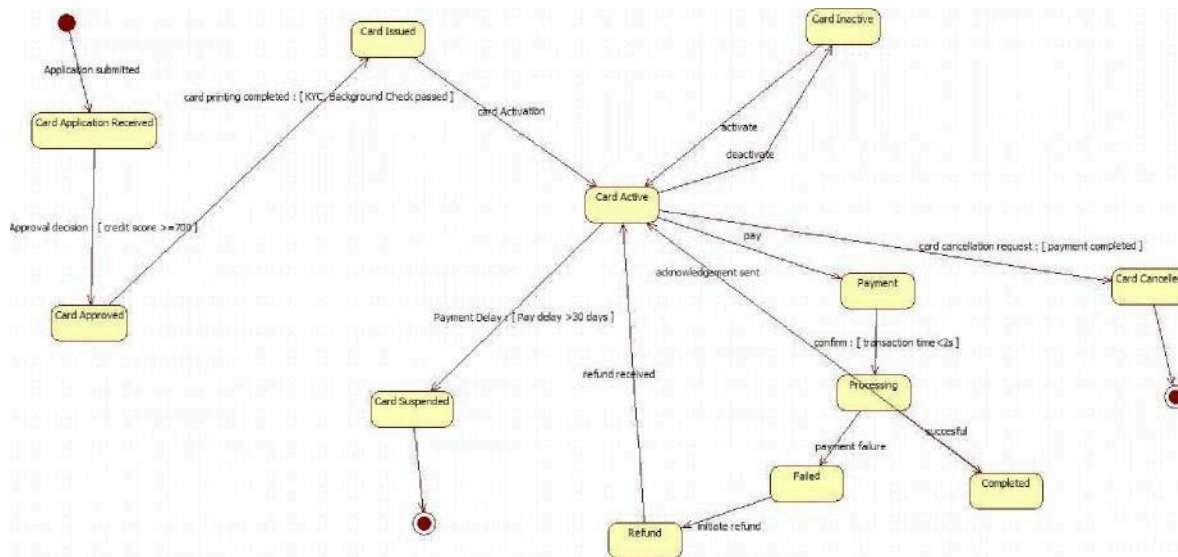 Card Issued
Card Inactive
Application submitted
card printing completed : [ KYC, Background Check passed ]
card Activation
Card Application Received
activate
deactivate
Card Active
Approval decision : [ credit score >=700 ]
pay
card cancellation request : [ payment completed ]
acknowledgement sent
Payment
Card Cancelle
Card Approved
Payment Delay : [ Pay delay >30 days ]
confirm : [ transaction time <2s ]
refund received
Processing
Card Suspended
succesful
payment failure
Failed
Completed
initiate refund
Refund